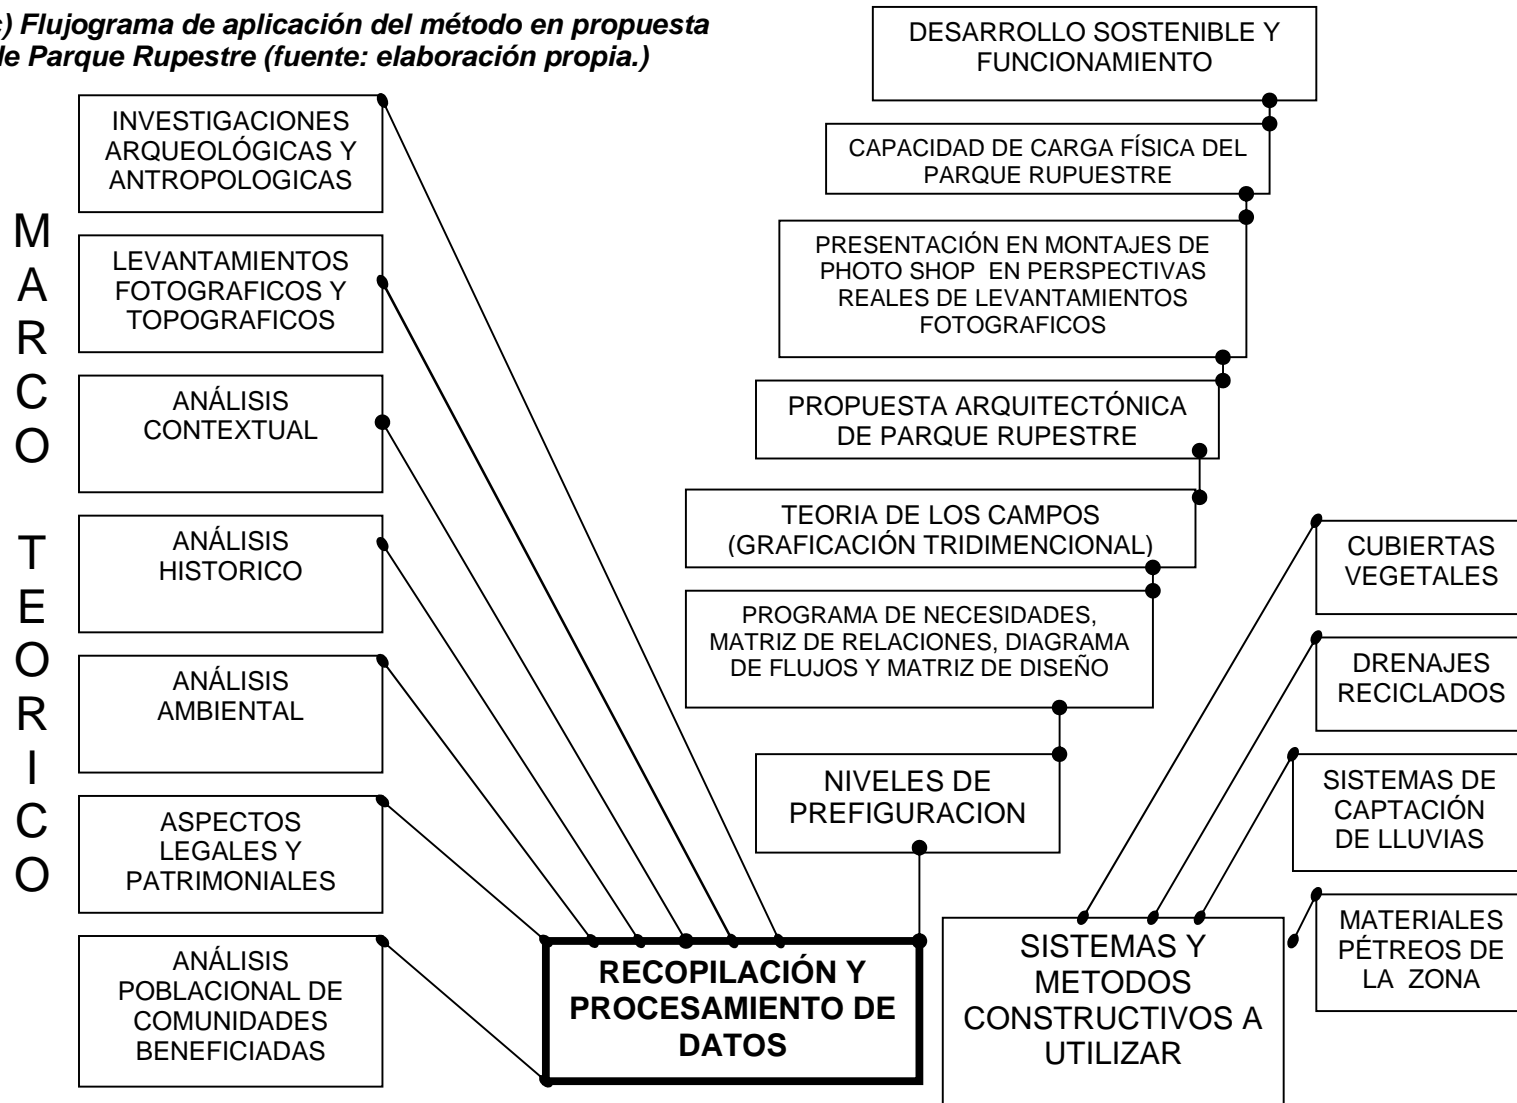 c) Flujograma de aplicación del método en propuesta
de Parque Rupestre (fuente: elaboración propia.)
MARCO TEORICO
INVESTIGACIONES
ARQUEOLÓGICAS Y
ANTROPOLOGICAS
LEVANTAMIENTOS
FOTOGRAFICOS Y
TOPOGRAFICOS
ANÁLISIS
CONTEXTUAL
ANÁLISIS
HISTORICO
ANÁLISIS
AMBIENTAL
ASPECTOS
LEGALES Y
PATRIMONIALES
ANÁLISIS
POBLACIONAL DE
COMUNIDADES
BENEFICIADAS
RECOPILACIÓN Y
PROCESAMIENTO DE
DATOS
DESARROLLO SOSTENIBLE Y
FUNCIONAMIENTO
CAPACIDAD DE CARGA FÍSICA DEL
PARQUE RUPUESTRE
PRESENTACIÓN EN MONTAJES DE
PHOTO SHOP EN PERSPECTIVAS
REALES DE LEVANTAMIENTOS
FOTOGRAFICOS
PROPUESTA ARQUITECTÓNICA
DE PARQUE RUPESTRE
TEORIA DE LOS CAMPOS
(GRAFICACIÓN TRIDIMENCIONAL)
PROGRAMA DE NECESIDADES,
MATRIZ DE RELACIONES, DIAGRAMA
DE FLUJOS Y MATRIZ DE DISEÑO
NIVELES DE
PREFIGURACION
SISTEMAS Y
METODOS
CONSTRUCTIVOS A
UTILIZAR
CUBIERTAS
VEGETALES
DRENAJES
RECICLADOS
SISTEMAS DE
CAPTACIÓN
DE LLUVIAS
MATERIALES
PÉTREOS DE
LA ZONA